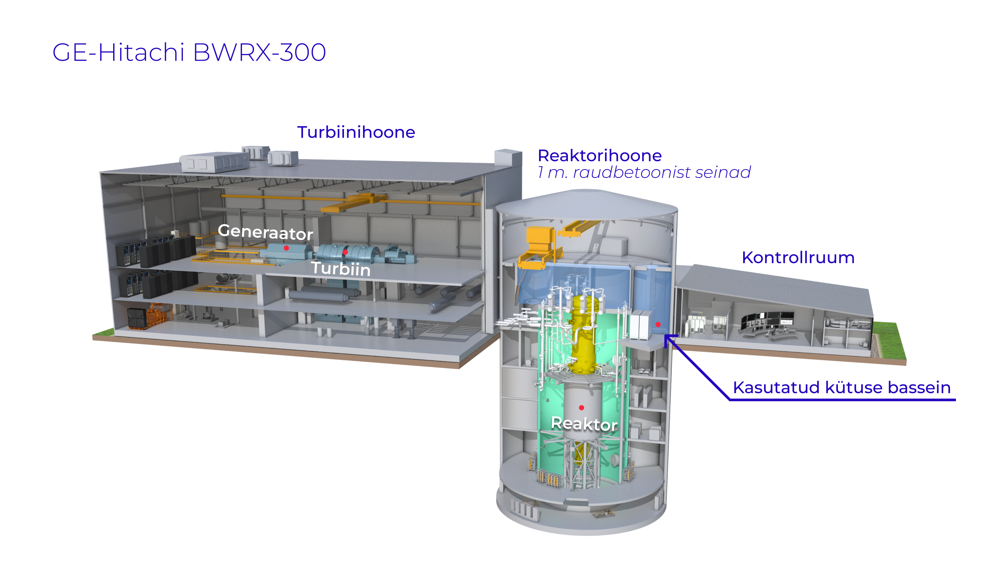 GE-Hitachi BWRX-300
Turbiinihoone
Reaktorihoone
1 m. raudbetoonist seinad
Generaator
Turbiin
Kontrollruum
Kasutatud kütuse bassein
Reaktor